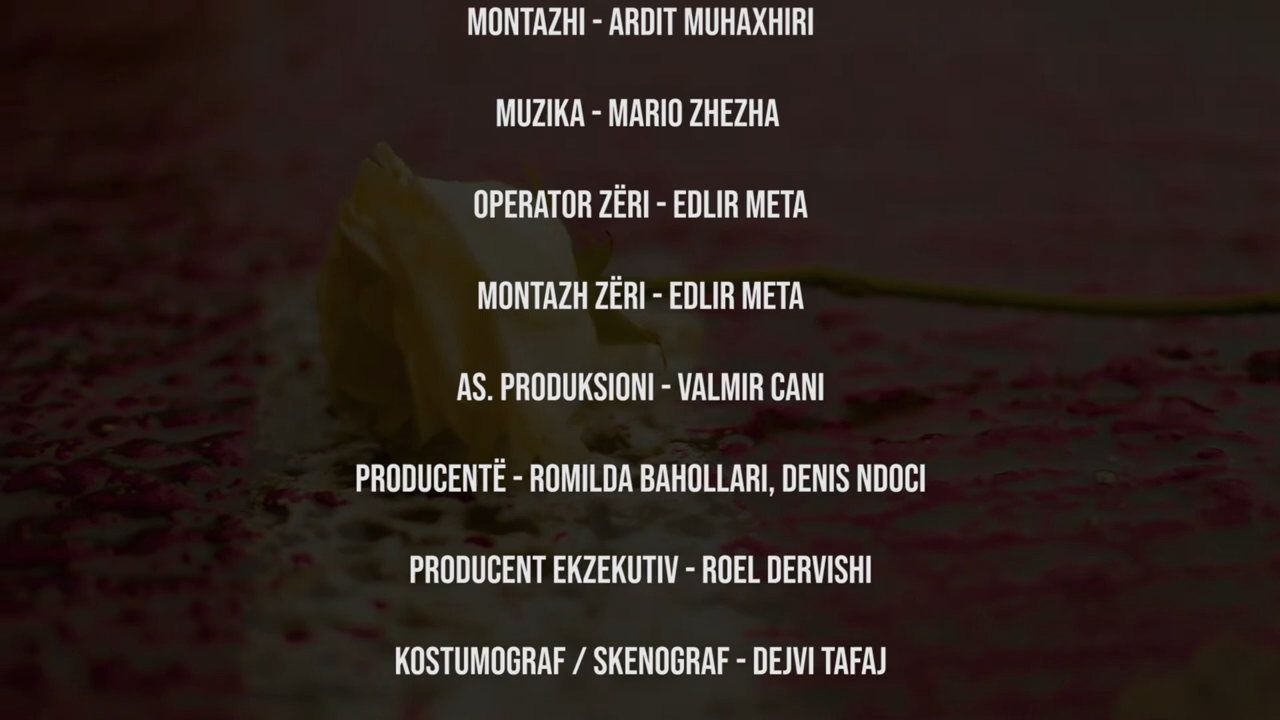 MONTAZHI - ARDIT MUHAXHIRI
MUZIKA - MARIO ZHEZHA
OPERATOR ZËRI - EDLIR META
MONTAZH ZËRI - EDLIR META
AS. PRODUKSIONI - VALMIR CANI
PRODUCENTË - ROMILDA BAHOLLARI, DENIS NDOCI
PRODUCENT EKZEKUTIV - ROEL DERVISHI
KOSTUMOGRAF / SKENOGRAF - DEJVI TAFAJ